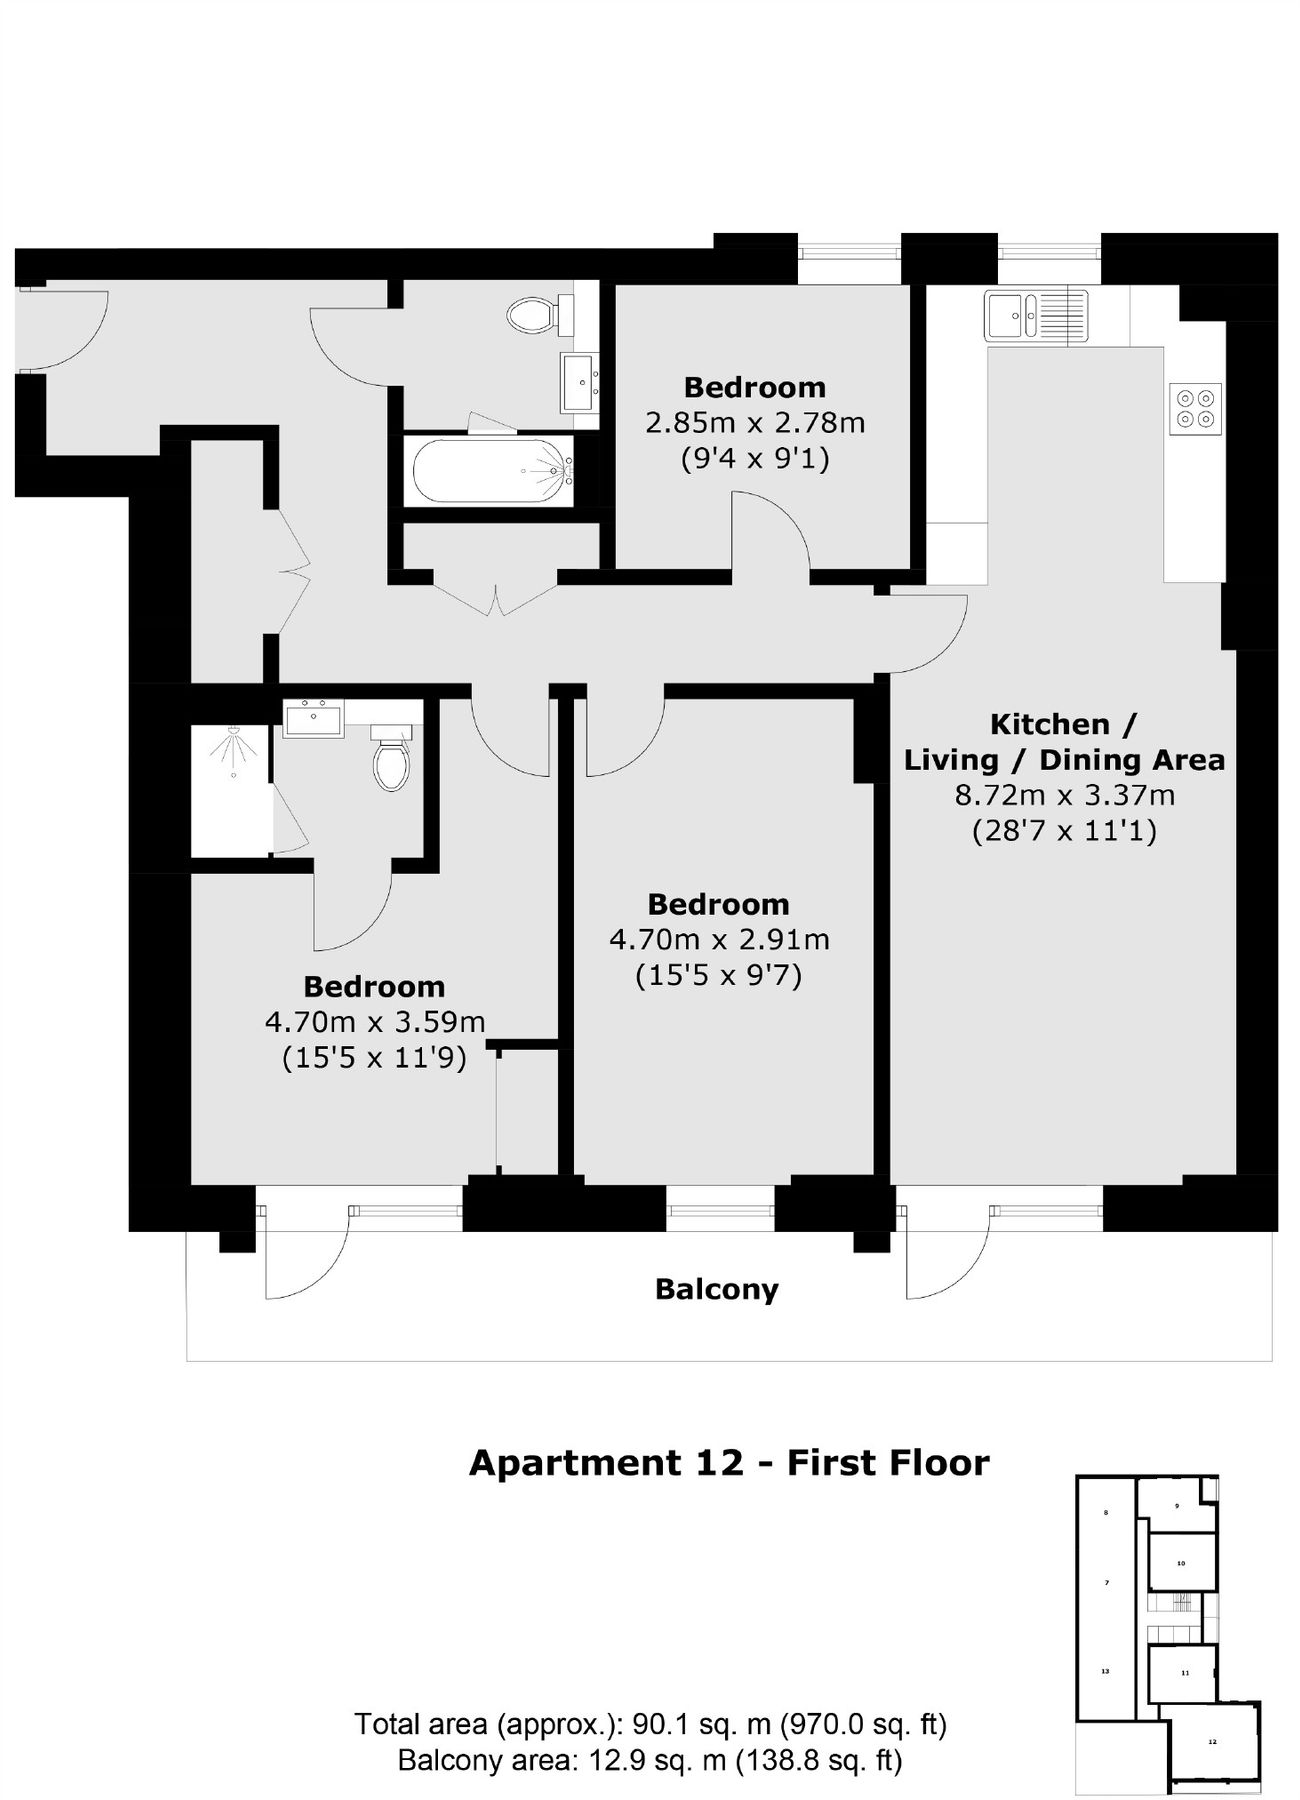 Bedroom
2.85m x 2.78m
(9'4 x 9'1)
Kitchen /
Living / Dining Area
8.72m x 3.37m
(28'7 x 11'1)
Bedroom
4.70m x 2.91m
(15'5 x 9'7)
Bedroom
4.70m x 3.59m
(15'5 x 11'9)
Balcony
Apartment 12 - First Floor
8
9
10
7
13
11
12
Total area (approx.): 90.1 sq. m (970.0 sq. ft)
Balcony area: 12.9 sq. m (138.8 sq. ft)